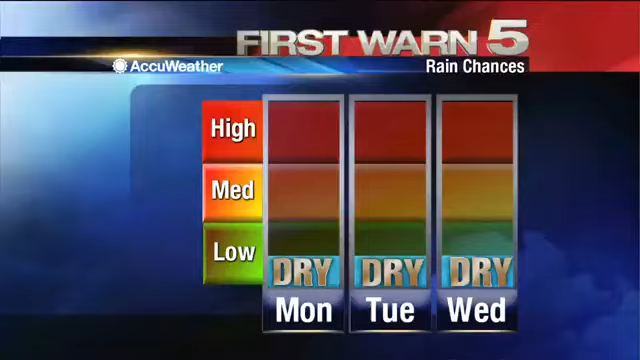 FIRST WARN 5
AccuWeather
Rain Chances
High
Med
Low
DRY DRY DRY
Mon Tue Wed